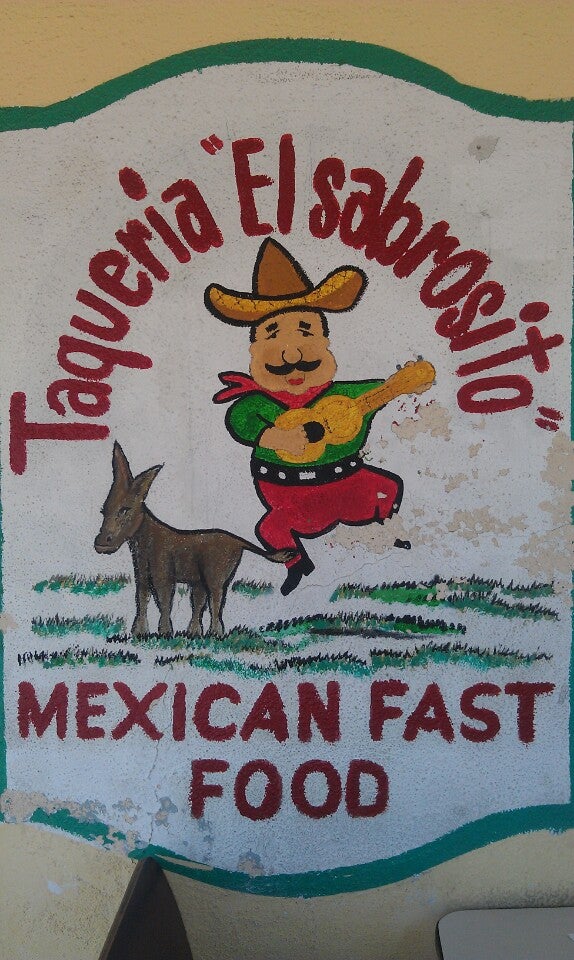 Taqueria "El sabrosito"
MEXICAN FAST
FOOD